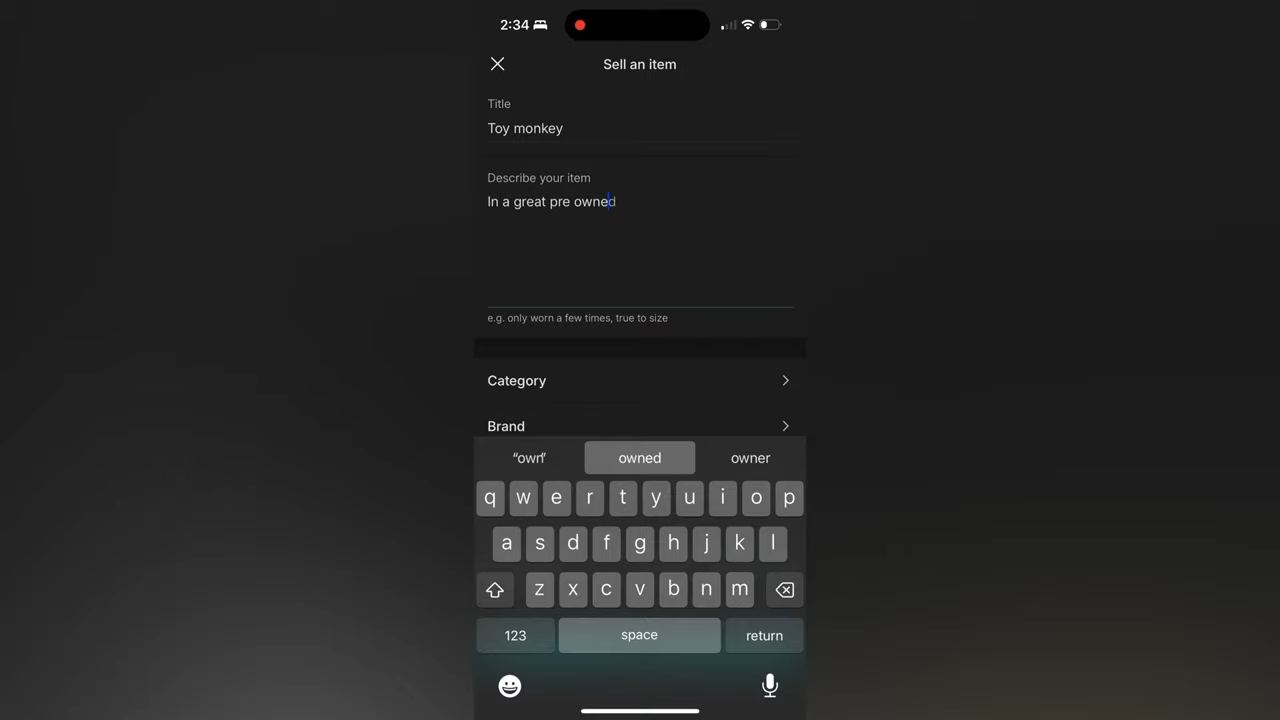 2:34
Sell an item
Title
Toy monkey
Describe your item
In a great pre owned
e.g. only worn a few times, true to size
Category
Brand
“own” owned owner
q w e r t y u i o p
a s d f g h j k l
z x c v b n m
123 space return